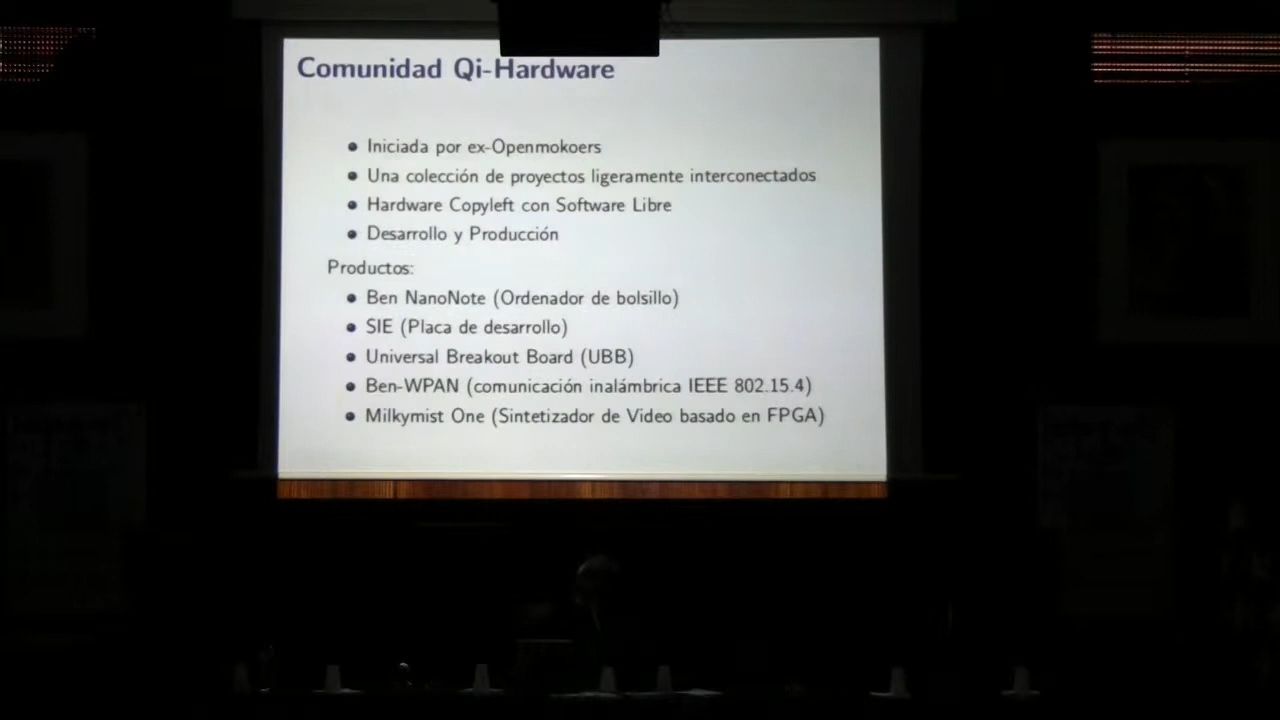 Comunidad Qi-Hardware
Iniciada por ex-Openmokoers
Una colección de proyectos ligeramente interconectados
Hardware Copyleft con Software Libre
Desarrollo y Producción
Productos:
Ben NanoNote (Ordenador de bolsillo)
SIE (Placa de desarrollo)
Universal Breakout Board (UBB)
Ben-WPAN (comunicación inalámbrica IEEE 802.15.4)
Milkymist One (Sintetizador de Video basado en FPGA)